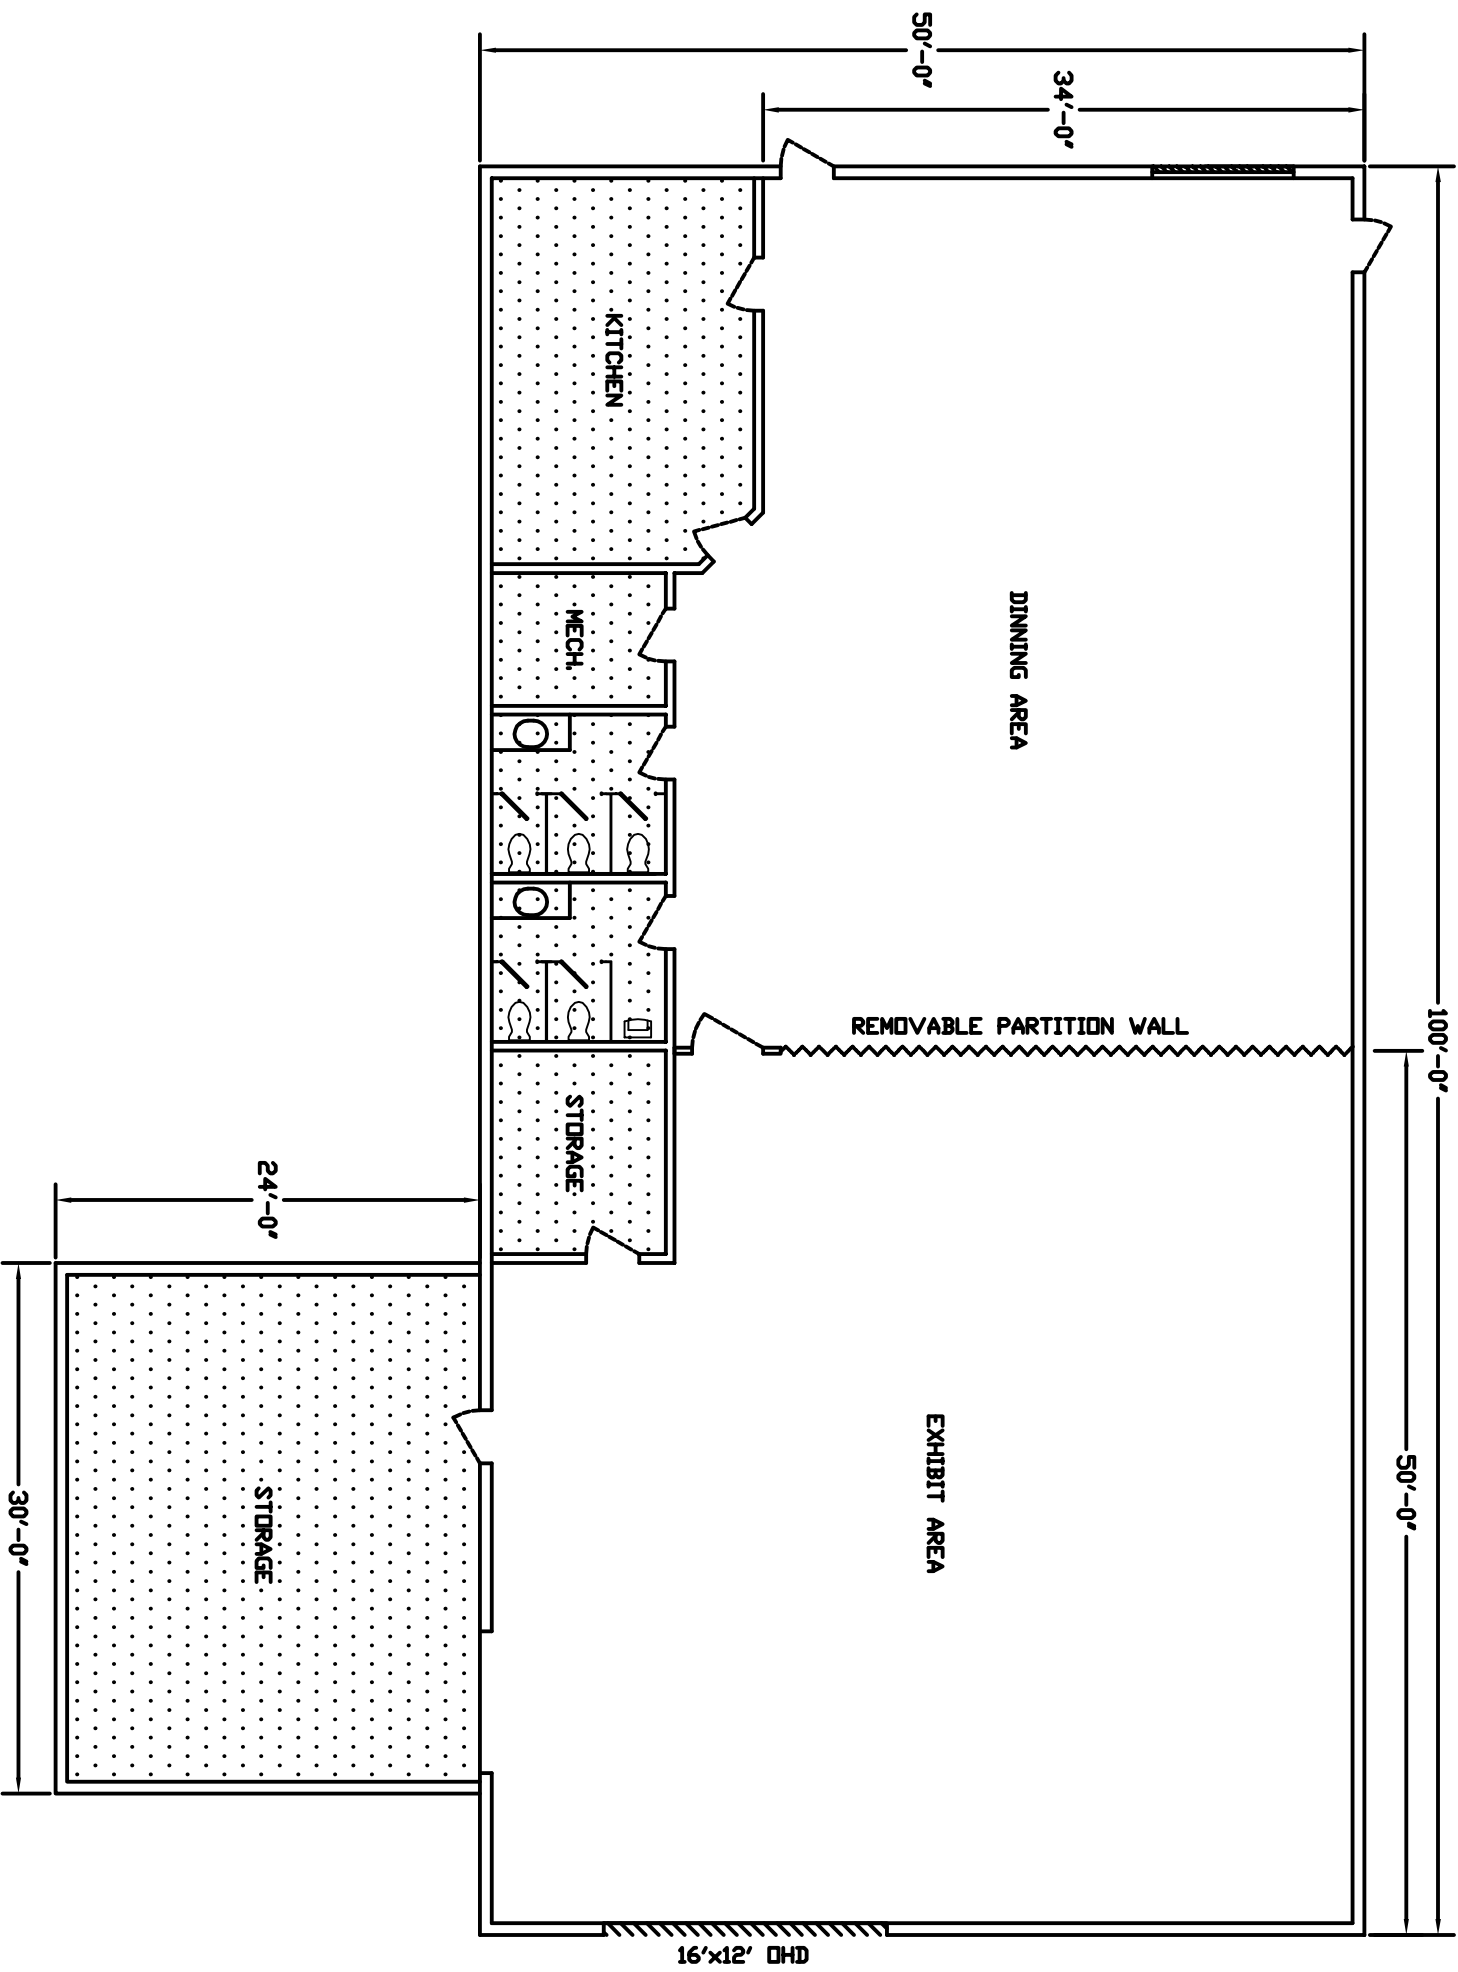 50'-0"
34'-0"
100'-0"
50'-0"
KITCHEN
DINNING AREA
MECH.
REMOVABLE PARTITION WALL
STORAGE
24'-0"
EXHIBIT AREA
STORAGE
30'-0"
16'x12' OHD